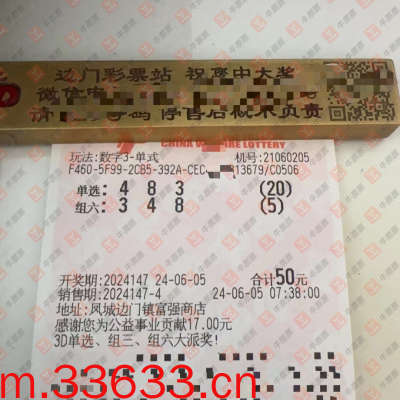 边门彩票站 祝您中大奖
微信电
停售后概不负责
CHINA WELFARE LOTTERY
玩法:数字3-单式 机号:21060205
F460-5F99-2CB5-392A-CEC 13679/C0506
单选: 4 8 3 (20)
组六: 3 4 8 (5)
开奖期:2024147 24-06-05 合计50元
销售期:2024147-4 24-06-05 07:38:00
地址:凤城边门镇富强商店
感谢您为公益事业贡献17.00元
3D单选、组三、组六大派奖!
m.33633.cn